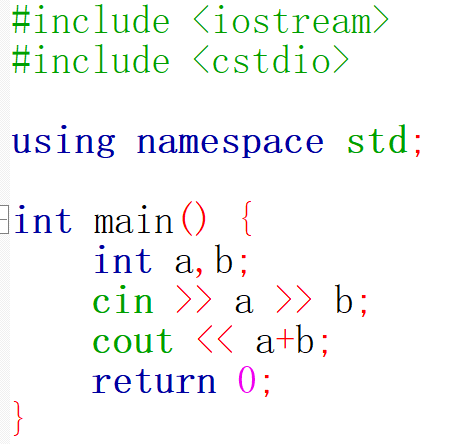 #include <iostream>
#include <cstdio>
using namespace std;
int main() {
int a,b;
cin >> a >> b;
cout << a+b;
return 0;
}